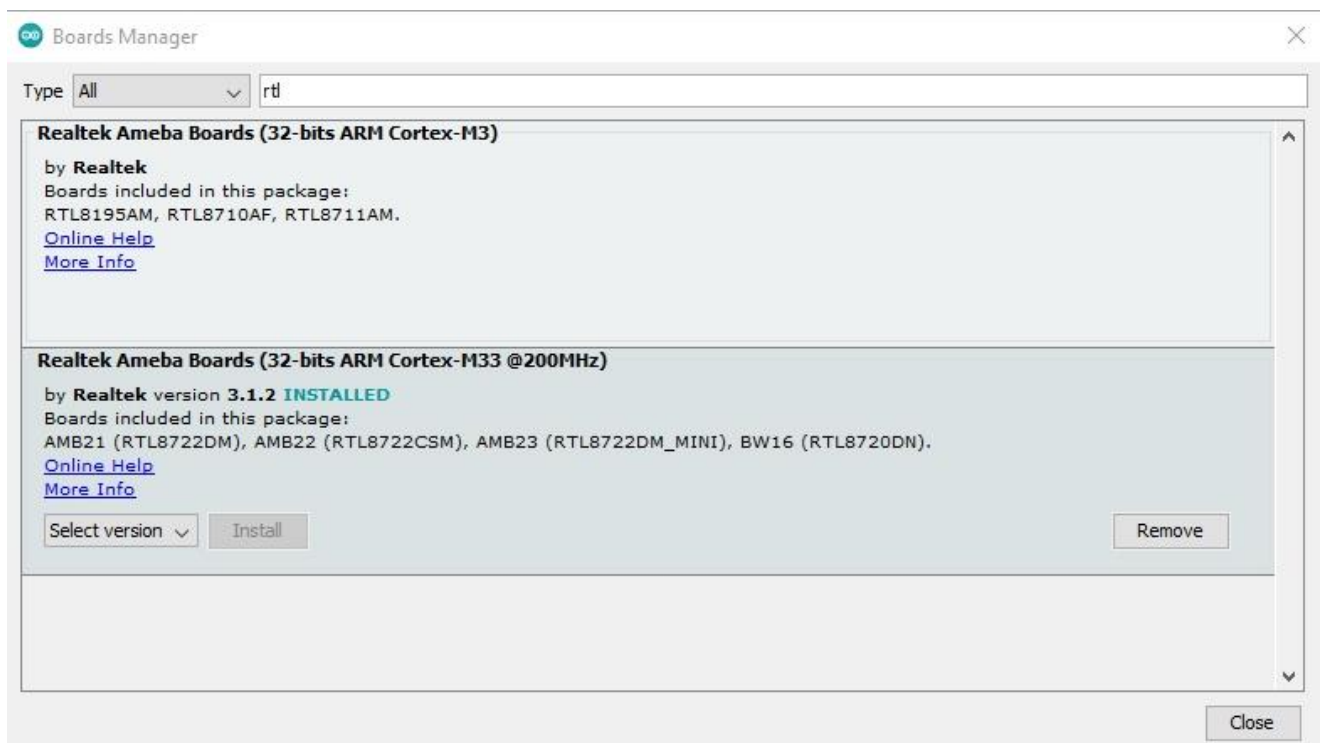 Boards Manager
Type All rtl
Realtek Ameba Boards (32-bits ARM Cortex-M3)
by Realtek
Boards included in this package:
RTL8195AM, RTL8710AF, RTL8711AM.
Online Help
More Info
Realtek Ameba Boards (32-bits ARM Cortex-M33 @200MHz)
by Realtek version 3.1.2 INSTALLED
Boards included in this package:
AMB21 (RTL8722DM), AMB22 (RTL8722CSM), AMB23 (RTL8722DM_MINI), BW16 (RTL8720DN).
Online Help
More Info
Select version Install Remove
Close